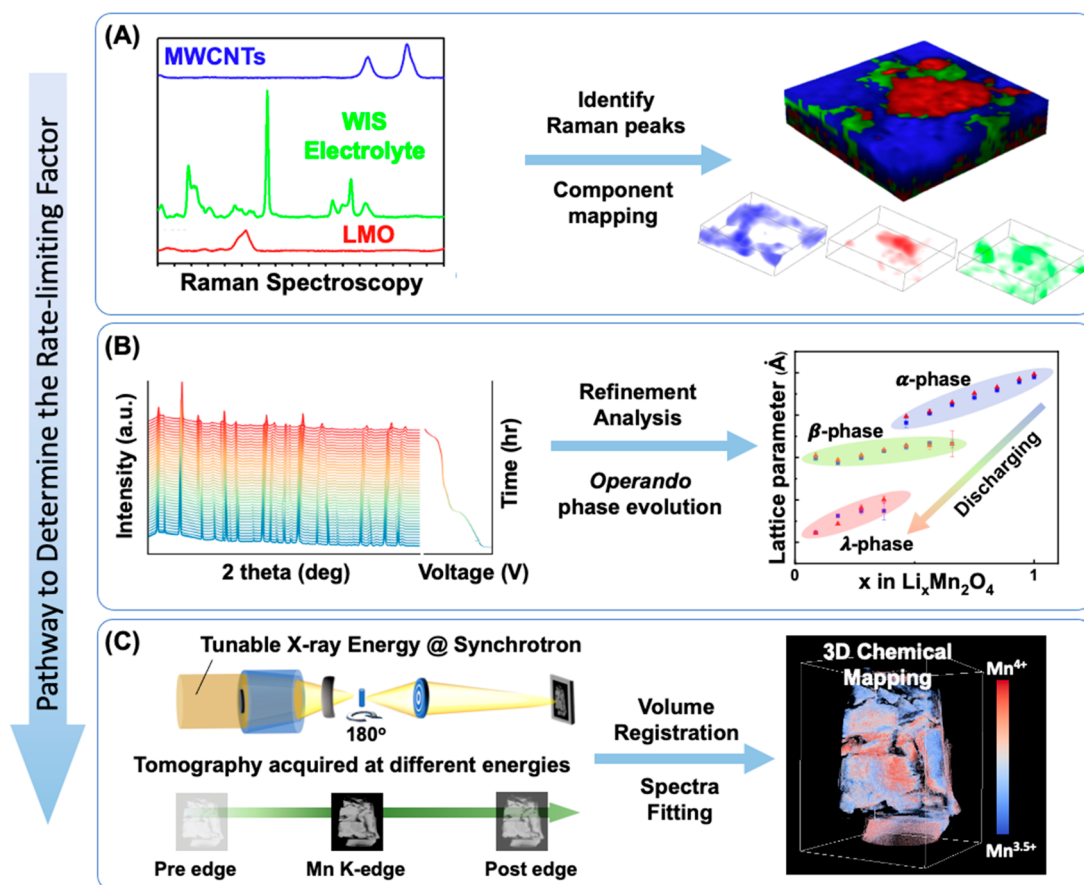 Pathway to Determine the Rate-limiting Factor
(A)
MWCNTs
WIS
Electrolyte
LMO
Raman Spectroscopy
Identify
Raman peaks
Component
mapping
(B)
Intensity (a.u.)
2 theta (deg)
Voltage (V)
Time (hr)
Refinement
Analysis
Operando
phase evolution
Lattice parameter (Å)
α-phase
β-phase
λ-phase
Discharging
0
1
x in LiₓMn₂O₄
(C)
Tunable X-ray Energy @ Synchrotron
180º
Tomography acquired at different energies
Pre edge
Mn K-edge
Post edge
Volume
Registration
Spectra
Fitting
3D Chemical
Mapping
Mn⁴⁺
Mn³·⁵⁺